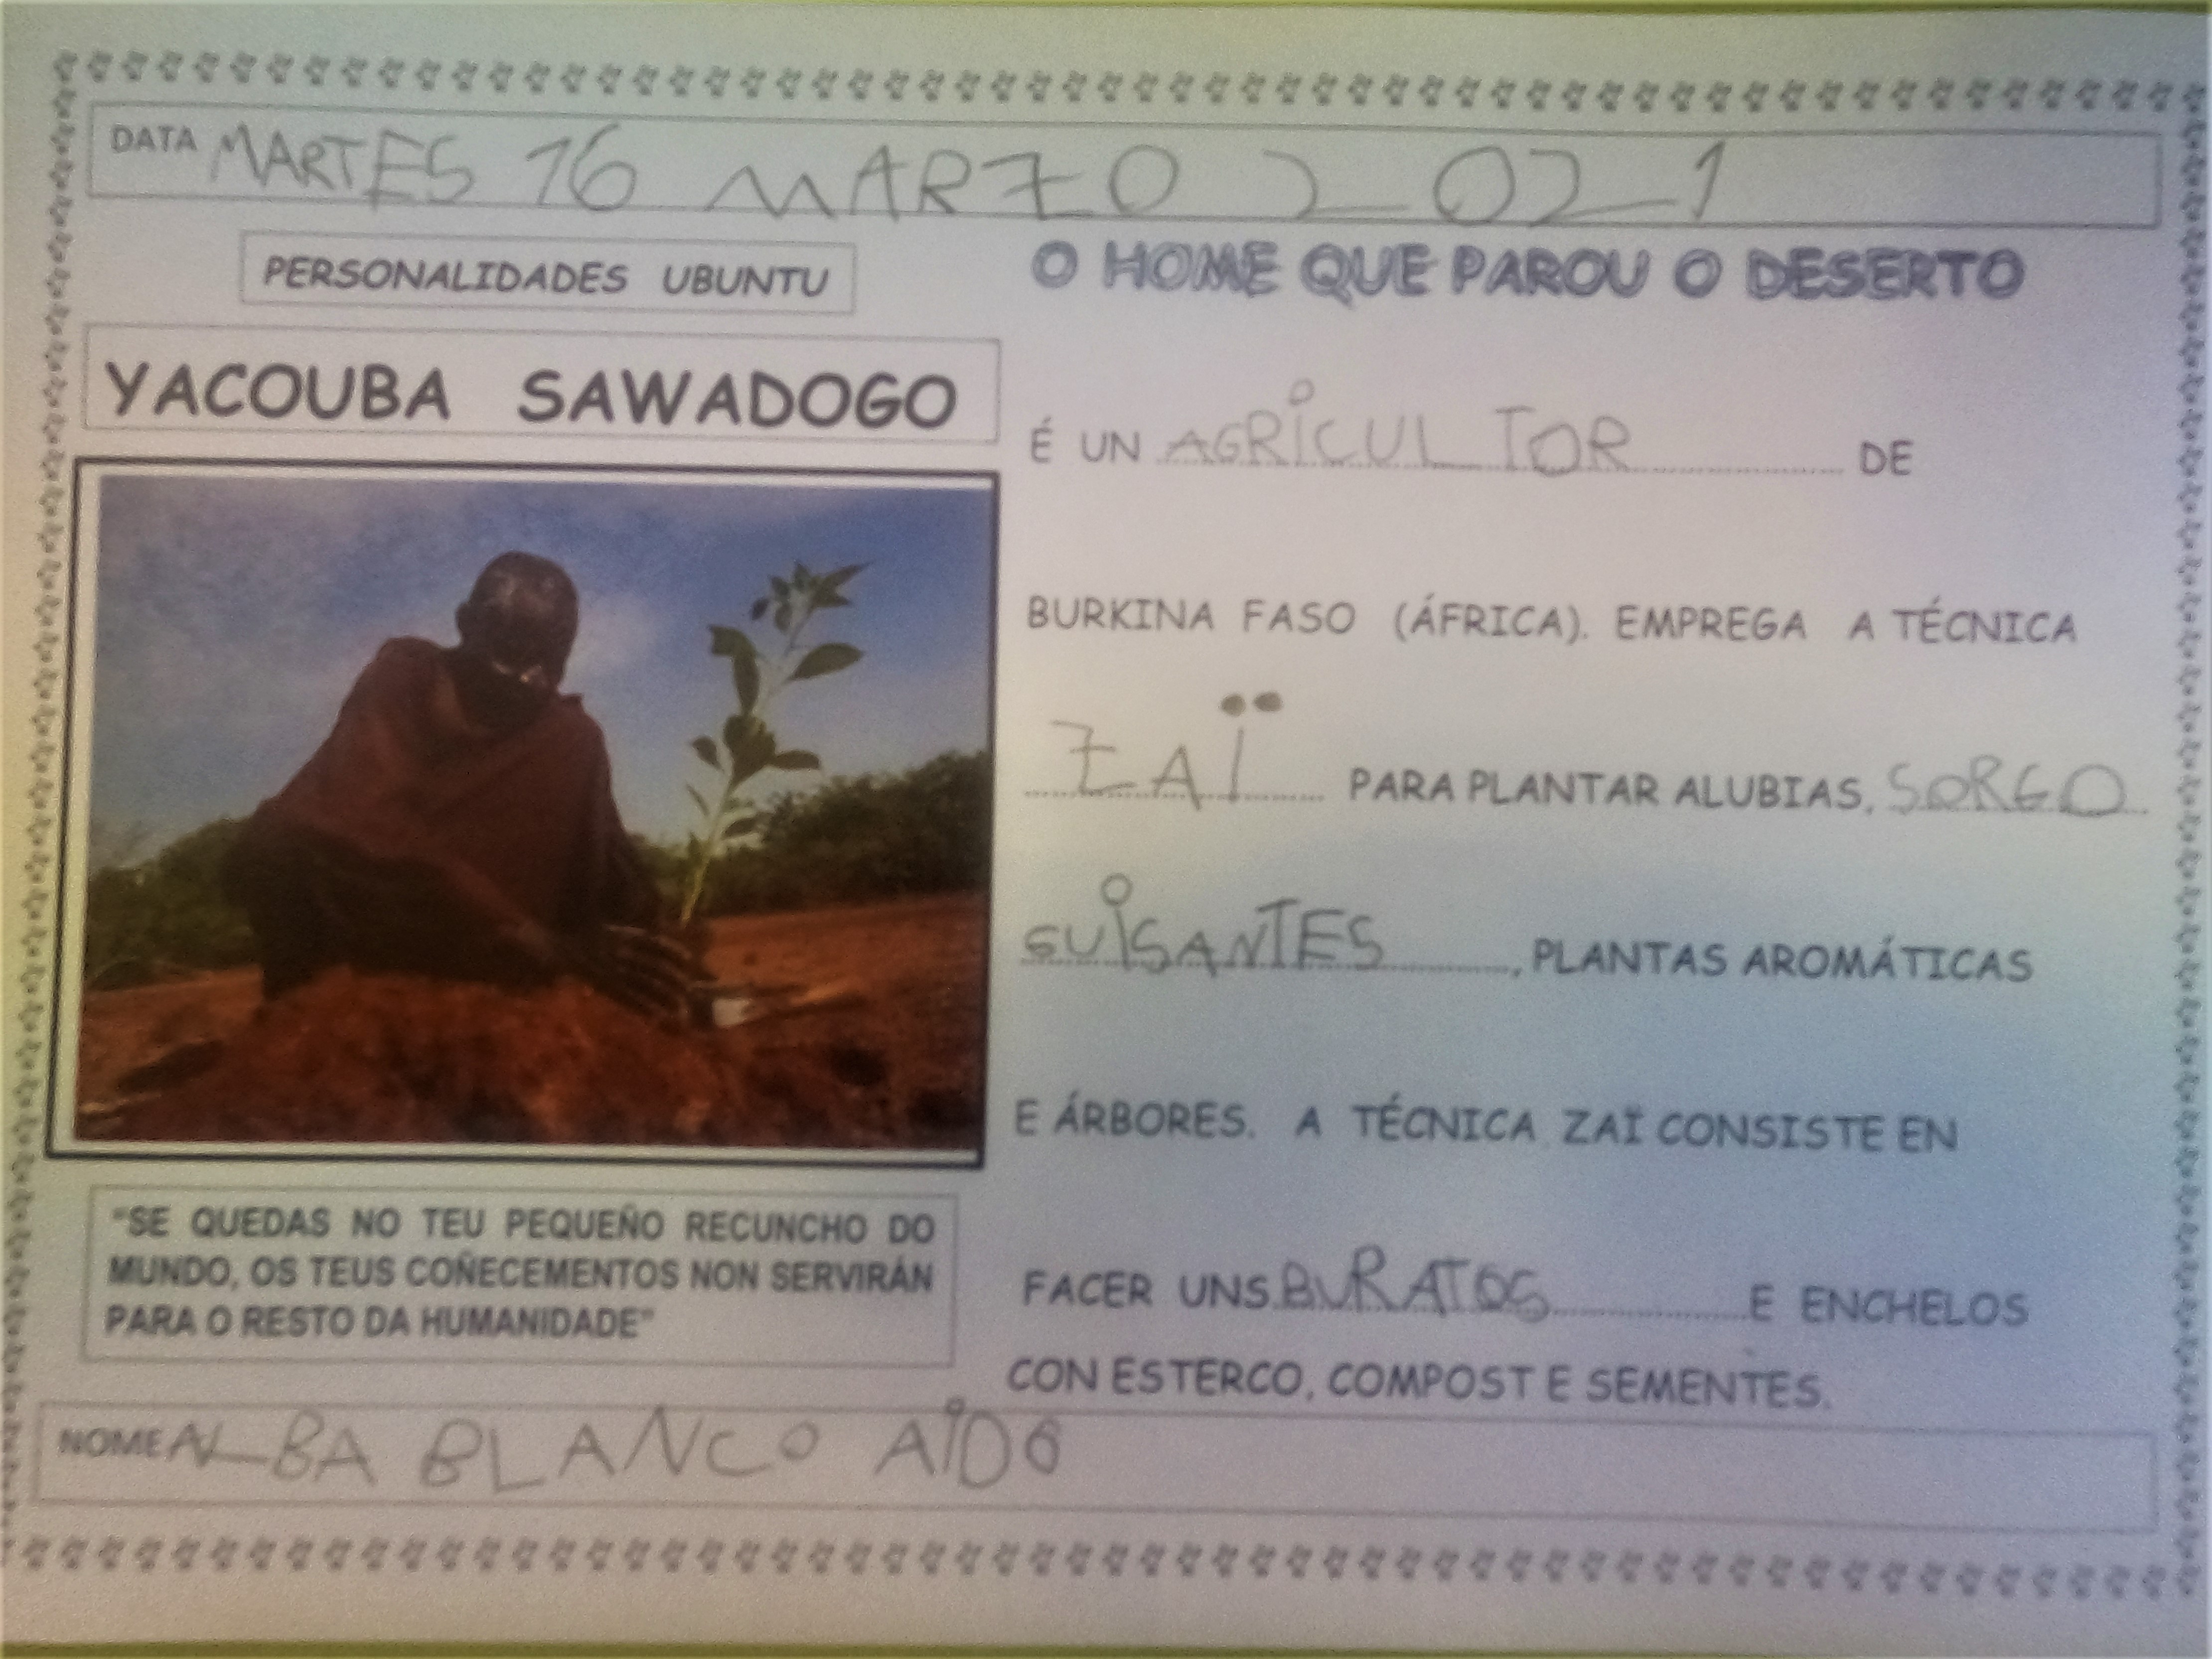 DATA MARTES 16 MARZO 2021
PERSONALIDADES UBUNTU
YACOUBA SAWADOGO
"SE QUEDAS NO TEU PEQUEÑO RECUNCHO DO
MUNDO, OS TEUS COÑECEMENTOS NON SERVIRÁN
PARA O RESTO DA HUMANIDADE"
O HOME QUE PAROU O DESERTO
É UN AGRICULTOR DE
BURKINA FASO (ÁFRICA). EMPREGA A TÉCNICA
ZAÏ PARA PLANTAR ALUBIAS, SORGO
GUISANTES, PLANTAS AROMÁTICAS
E ÁRBORES. A TÉCNICA ZAÏ CONSISTE EN
FACER UNS BURATOS E ENCHELOS
CON ESTERCO, COMPOST E SEMENTES.
NOME ALBA BLANCO AIDO